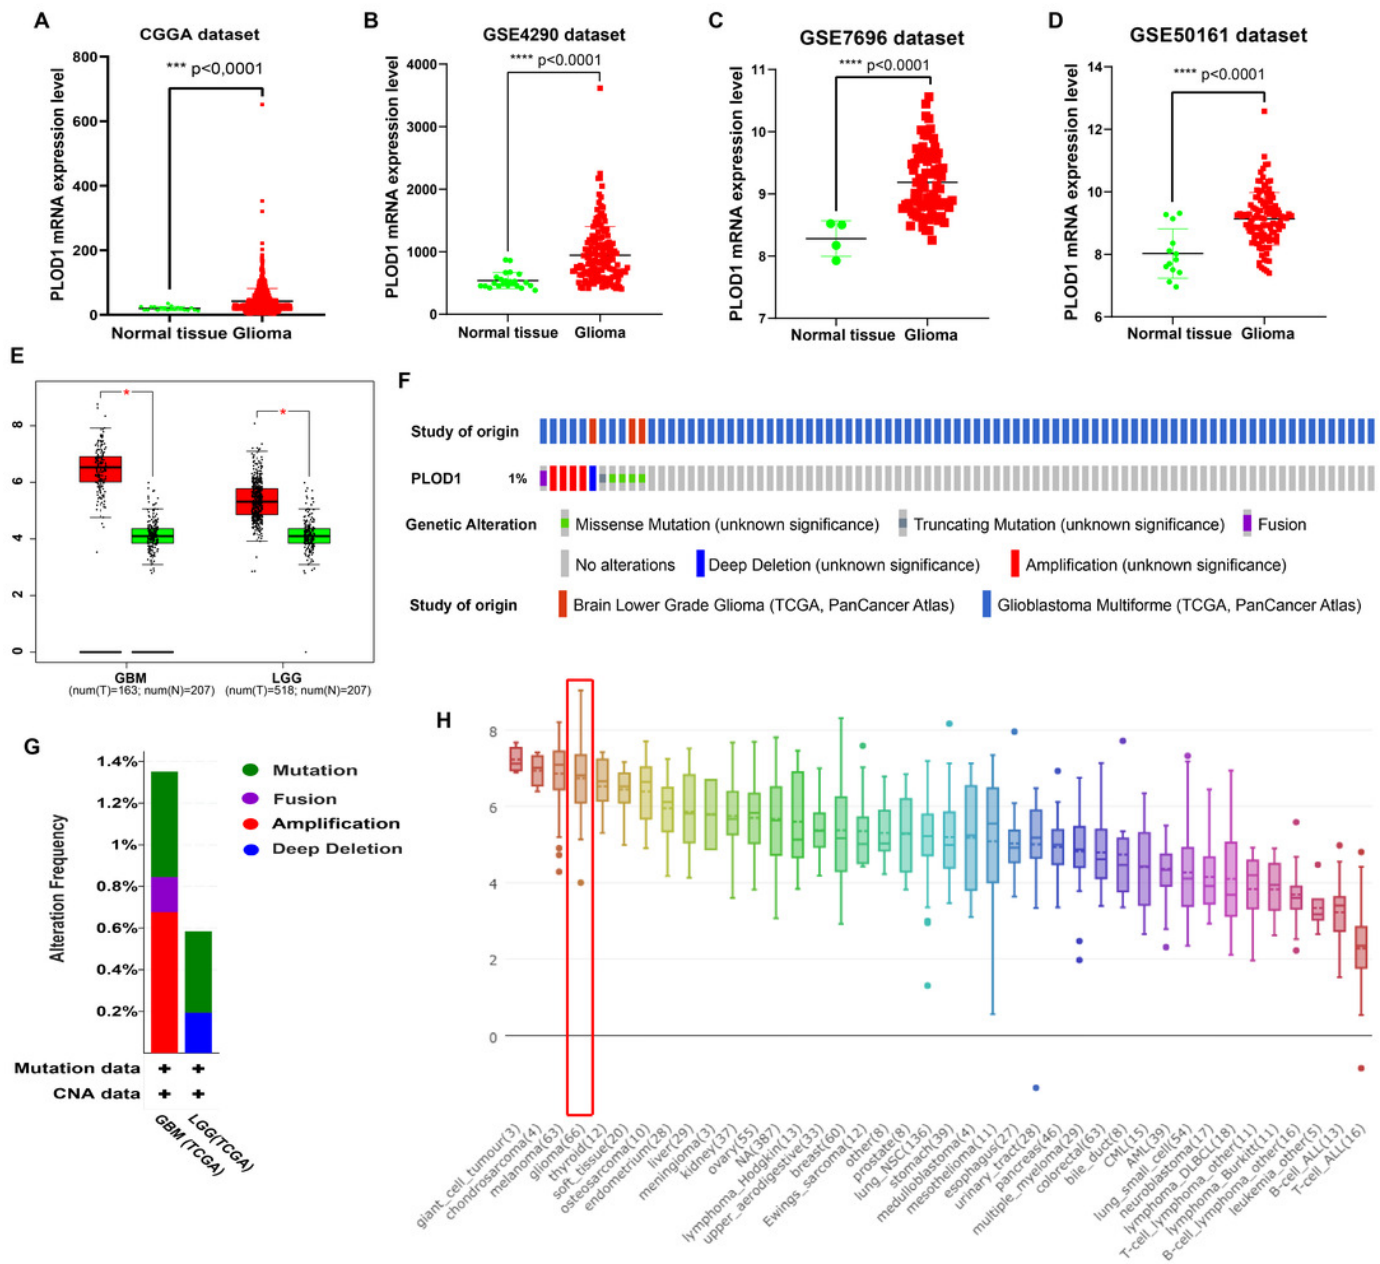 A
CGGA dataset
*** p<0,0001
PLOD1 mRNA expression level
800
600
400
200
0
Normal tissue Glioma
B
GSE4290 dataset
**** p<0.0001
PLOD1 mRNA expression level
4000
3000
2000
1000
0
Normal tissue Glioma
C
GSE7696 dataset
**** p<0.0001
PLOD1 mRNA expression level
11
10
9
8
7
Normal tissue Glioma
D
GSE50161 dataset
**** p<0.0001
PLOD1 mRNA expression level
14
12
10
8
6
Normal tissue Glioma
E
*
*
8
6
4
2
0
GBM
(num(T)=163; num(N)=207)
LGG
(num(T)=518; num(N)=207)
F
Study of origin
PLOD1 1%
Genetic Alteration Missense Mutation (unknown significance) Truncating Mutation (unknown significance) Fusion
No alterations Deep Deletion (unknown significance) Amplification (unknown significance)
Study of origin Brain Lower Grade Glioma (TCGA, PanCancer Atlas) Glioblastoma Multiforme (TCGA, PanCancer Atlas)
G
Alteration Frequency
1.4%
1.2%
1%
0.8%
0.6%
0.4%
0.2%
Mutation
Fusion
Amplification
Deep Deletion
Mutation data + +
CNA data + +
GBM (TCGA)
LGG(TCGA)
H
8
6
4
2
0
giant_cell_tumour(3)
chondrosarcoma(4)
melanoma(63)
glioma(66)
thyroid(12)
soft_tissue(20)
osteosarcoma(10)
endometrium(28)
liver(29)
meningioma(3)
kidney(37)
ovary(55)
NA(387)
lymphoma_Hodgkin(13)
upper_aerodigestive(33)
breast(60)
Ewings_sarcoma(12)
other(8)
prostate(8)
lung_NSC(136)
stomach(39)
medulloblastoma(4)
mesothelioma(11)
esophagus(27)
urinary_tract(28)
pancreas(46)
multiple_myeloma(29)
colorectal(63)
bile_duct(8)
CML(15)
AML(39)
lung_small_cell(54)
neuroblastoma(17)
lymphoma_DLBCL(18)
T-cell_lymphoma_other(11)
lymphoma_Burkitt(11)
B-cell_lymphoma_other(16)
leukemia_other(5)
B-cell_ALL(13)
T-cell_ALL(16)